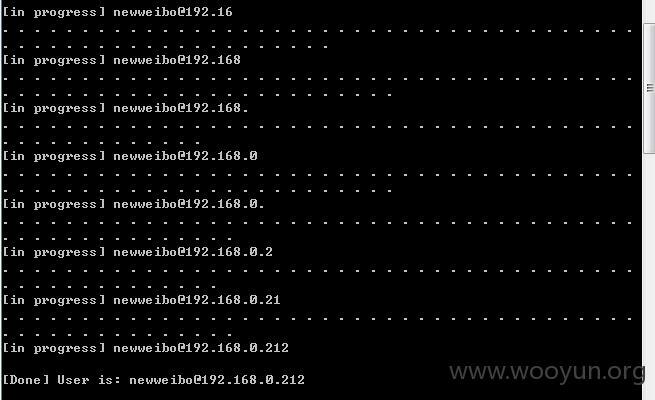 [in progress] newweibo@192.16
. . . . . . . . . . . . . . . . . . . . . . . . . . . . . . . . . . . . . . . .
. . . . . . . . . . . . . . . . . . . . .
[in progress] newweibo@192.168
. . . . . . . . . . . . . . . . . . . . . . . . . . . . . . . . . . . . . . . .
. . . . . . . . . . . . . . . . . . . . . . . . .
[in progress] newweibo@192.168.
. . . . . . . . . . . . . . . . . . . . . . . . . . . . . . . . . . . . . . . .
. . . . . . . . . . . . .
[in progress] newweibo@192.168.0
. . . . . . . . . . . . . . . . . . . . . . . . . . . . . . . . . . . . . . . .
. . . . . . . . . . . . . . . . . . . . . . . . .
[in progress] newweibo@192.168.0.
. . . . . . . . . . . . . . . . . . . . . . . . . . . . . . . . . . . . . . . .
. . . . . . . . . . . . . . .
[in progress] newweibo@192.168.0.2
. . . . . . . . . . . . . . . . . . . . . . . . . . . . . . . . . . . . . . . .
. . . . . . . . . . . . . .
[in progress] newweibo@192.168.0.21
. . . . . . . . . . . . . . . . . . . . . . . . . . . . . . . . . . . . . . . .
. . . . . . . . . . . . . . .
[in progress] newweibo@192.168.0.212
[Done] User is: newweibo@192.168.0.212
www.wooyun.org